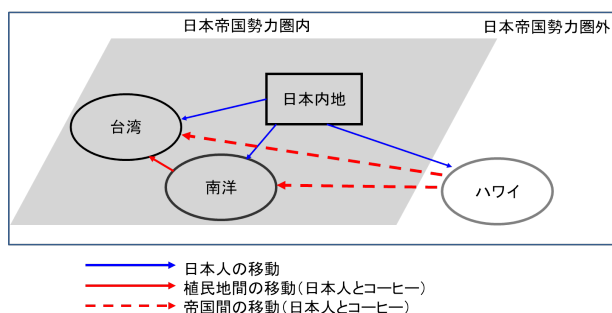 日本帝国勢力圏内
日本帝国勢力圏外
日本内地
台湾
南洋
ハワイ
日本人の移動
植民地間の移動(日本人とコーヒー)
帝国間の移動(日本人とコーヒー)